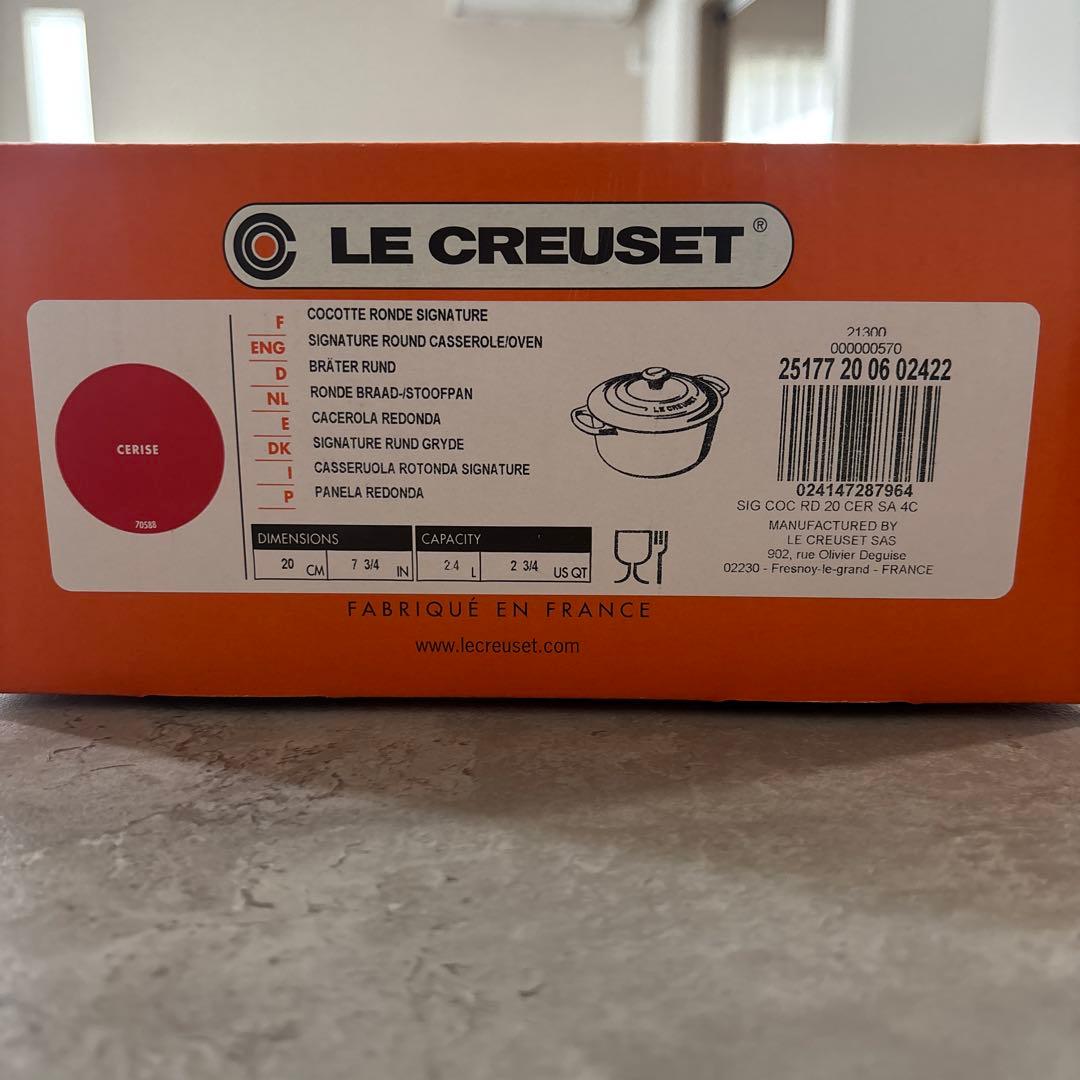 LE CREUSET®
CERISE
70588
F COCOTTE RONDE SIGNATURE
ENG SIGNATURE ROUND CASSEROLE/OVEN
D BRÄTER RUND
NL RONDE BRAAD-/STOOFPAN
E CACEROLA REDONDA
DK SIGNATURE RUND GRYDE
I CASSERUOLA ROTONDA SIGNATURE
P PANELA REDONDA
DIMENSIONS
20 CM 7 3/4 IN
CAPACITY
2.4 L 2 3/4 US QT
LE CREUSET
21300
000000570
25177 20 06 02422
024147287964
SIG COC RD 20 CER SA 4C
MANUFACTURED BY
LE CREUSET SAS
902, rue Olivier Deguise
02230 - Fresnoy-le-grand - FRANCE
FABRIQUÉ EN FRANCE
www.lecreuset.com